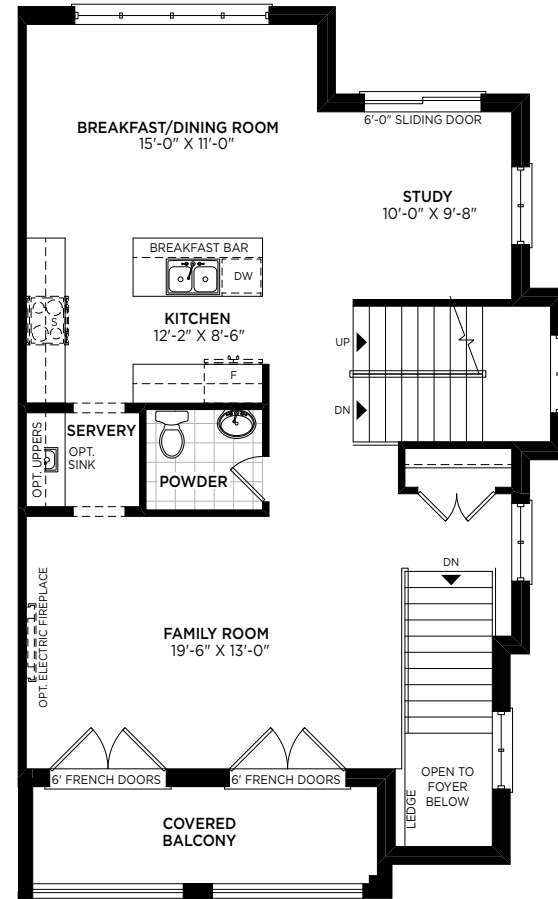 6'-0" SLIDING DOOR
BREAKFAST/DINING ROOM
15'-0" X 11'-0"
STUDY
10'-0" X 9'-8"
BREAKFAST BAR
DW
S
KITCHEN
12'-2" X 8'-6"
UP
F
DN
SERVERY
OPT.
SINK
OPT. UPPERS
POWDER
DN
OPT. ELECTRIC FIREPLACE
FAMILY ROOM
19'-6" X 13'-0"
6' FRENCH DOORS
6' FRENCH DOORS
OPEN TO
FOYER
BELOW
LEDGE
COVERED
BALCONY